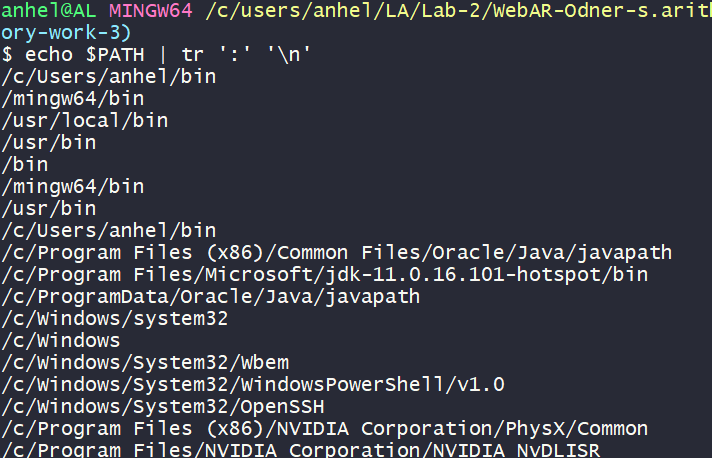 anhel@AL MINGW64 /c/users/anhel/LA/Lab-2/WebAR-Odner-s.arith
ory-work-3)
$ echo $PATH | tr ':' '\n'
/c/Users/anhel/bin
/mingw64/bin
/usr/local/bin
/usr/bin
/bin
/mingw64/bin
/usr/bin
/c/Users/anhel/bin
/c/Program Files (x86)/Common Files/Oracle/Java/javapath
/c/Program Files/Microsoft/jdk-11.0.16.101-hotspot/bin
/c/ProgramData/Oracle/Java/javapath
/c/Windows/system32
/c/Windows
/c/Windows/System32/Wbem
/c/Windows/System32/WindowsPowerShell/v1.0
/c/Windows/System32/OpenSSH
/c/Program Files (x86)/NVIDIA Corporation/PhysX/Common
/c/Program Files/NVIDIA Corporation/NVIDIA NvDLISR